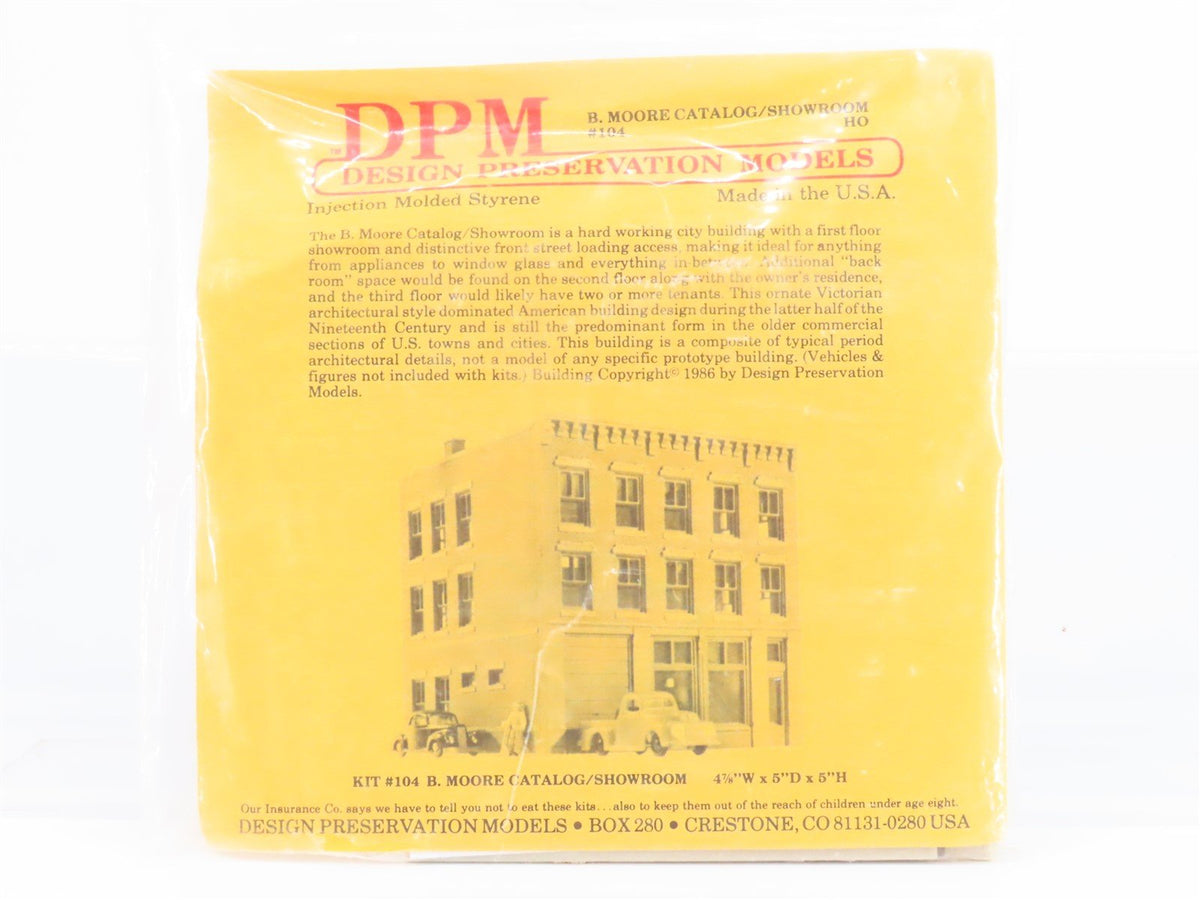 DPM
B. MOORE CATALOG/SHOWROOM
#104 HO
TM DESIGN PRESERVATION MODELS
Injection Molded Styrene Made in the U.S.A.
The B. Moore Catalog/Showroom is a hard working city building with a first floor
showroom and distinctive front street loading access, making it ideal for anything
from appliances to window glass and everything in-between. Additional "back
room" space would be found on the second floor along with the owner's residence,
and the third floor would likely have two or more tenants. This ornate Victorian
architectural style dominated American building design during the latter half of the
Nineteenth Century and is still the predominant form in the older commercial
sections of U.S. towns and cities. This building is a composite of typical period
architectural details, not a model of any specific prototype building. (Vehicles &
figures not included with kits.) Building Copyright© 1986 by Design Preservation
Models.
KIT #104 B. MOORE CATALOG/SHOWROOM 4⅞"W x 5"D x 5"H
Our Insurance Co. says we have to tell you not to eat these kits...also to keep them out of the reach of children under age eight.
DESIGN PRESERVATION MODELS • BOX 280 • CRESTONE, CO 81131-0280 USA